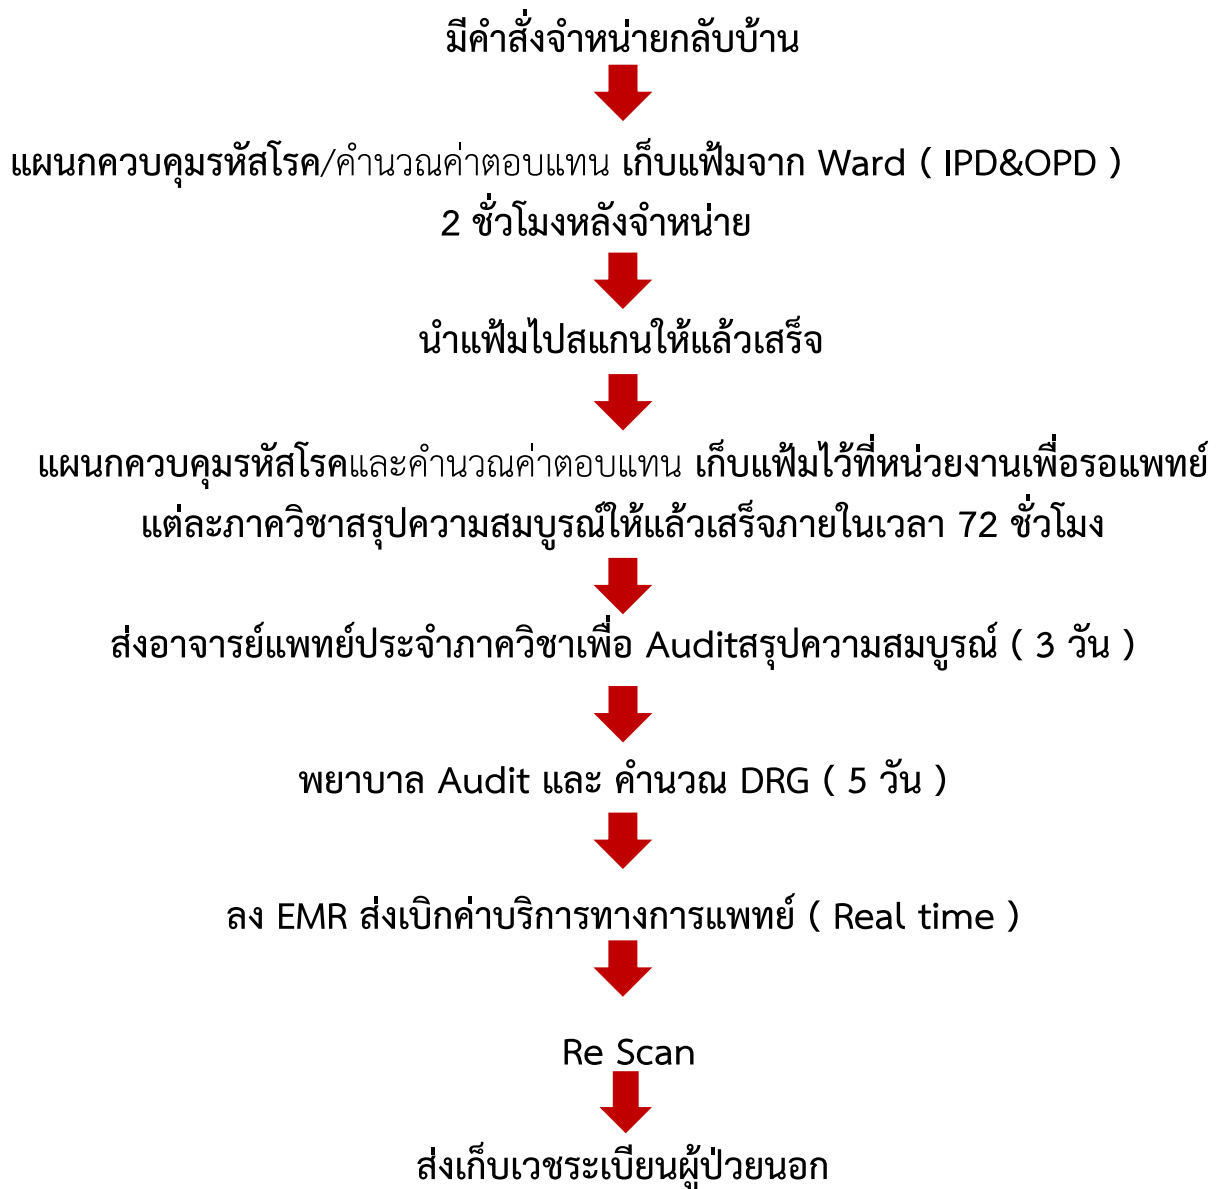 มีคำสั่งจำหน่ายกลับบ้าน
แผนกควบคุมรหัสโรค/คำนวณค่าตอบแทน เก็บแฟ้มจาก Ward ( IPD&OPD )
2 ชั่วโมงหลังจำหน่าย
นำแฟ้มไปสแกนให้แล้วเสร็จ
แผนกควบคุมรหัสโรคและคำนวณค่าตอบแทน เก็บแฟ้มไว้ที่หน่วยงานเพื่อรอแพทย์
แต่ละภาควิชาสรุปความสมบูรณ์ให้แล้วเสร็จภายในเวลา 72 ชั่วโมง
ส่งอาจารย์แพทย์ประจำภาควิชาเพื่อ Auditสรุปความสมบูรณ์ ( 3 วัน )
พยาบาล Audit และ คำนวณ DRG ( 5 วัน )
ลง EMR ส่งเบิกค่าบริการทางการแพทย์ ( Real time )
Re Scan
ส่งเก็บเวชระเบียนผู้ป่วยนอก